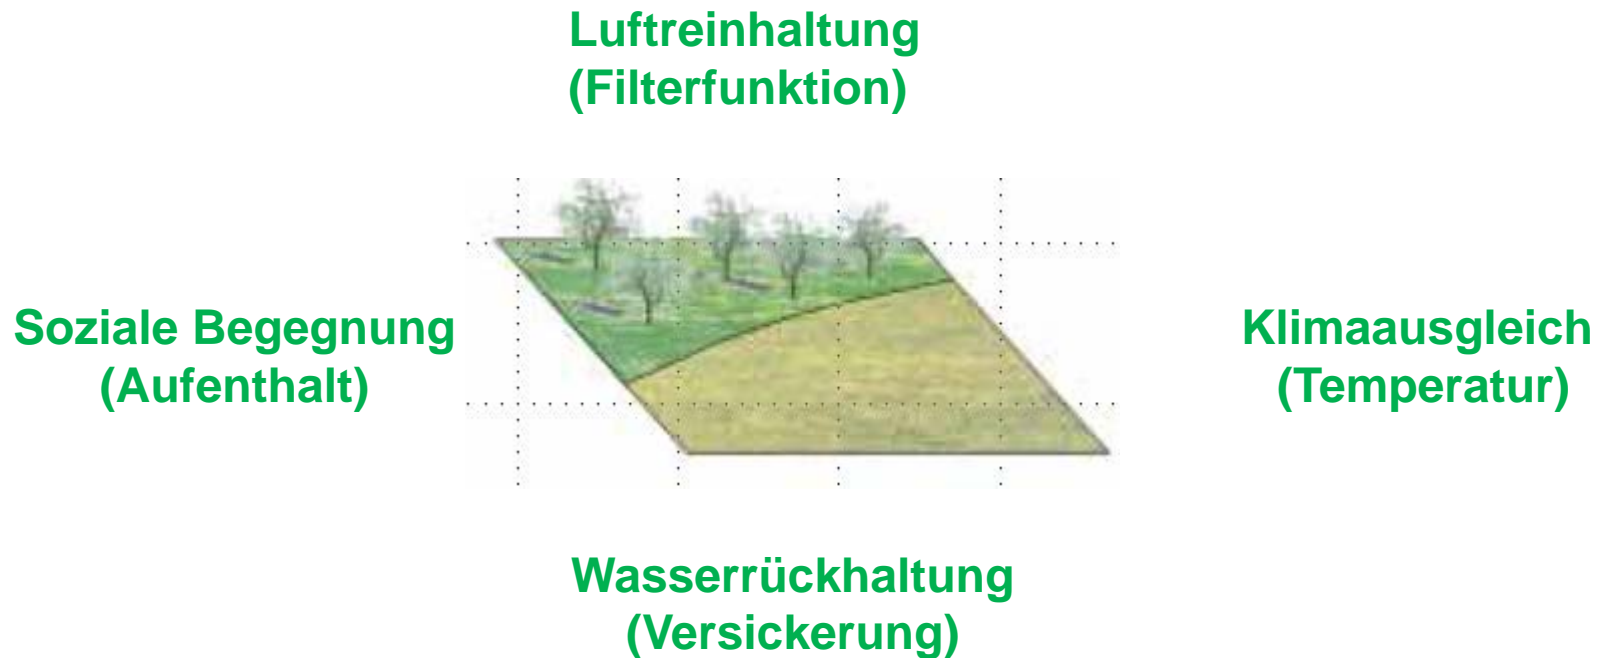 Luftreinhaltung
(Filterfunktion)
Soziale Begegnung
(Aufenthalt)
Klimaausgleich
(Temperatur)
Wasserrückhaltung
(Versickerung)